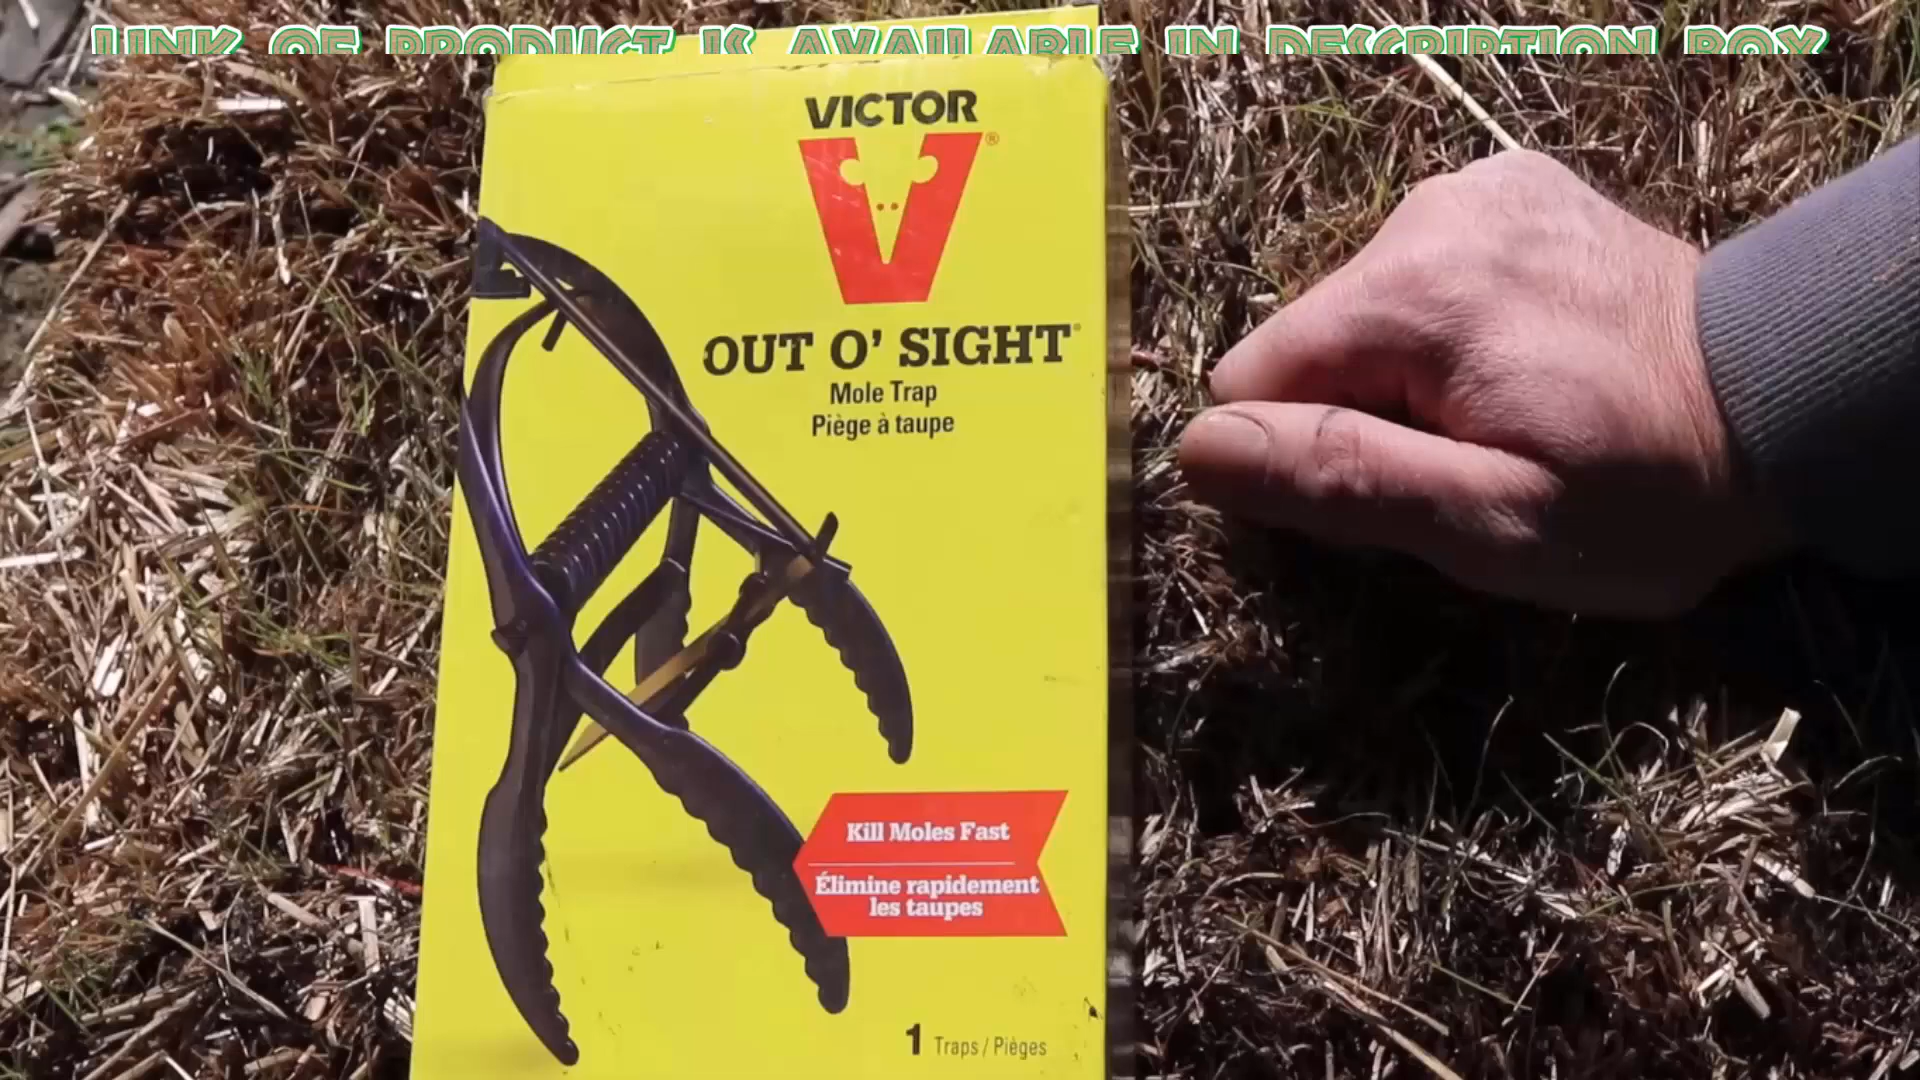 LINK OF PRODUCT IS AVAILABLE IN DESCRIPTION BOX
VICTOR
V®
OUT O' SIGHT®
Mole Trap
Piège à taupe
Kill Moles Fast
Élimine rapidement
les taupes
1 Traps / Pièges